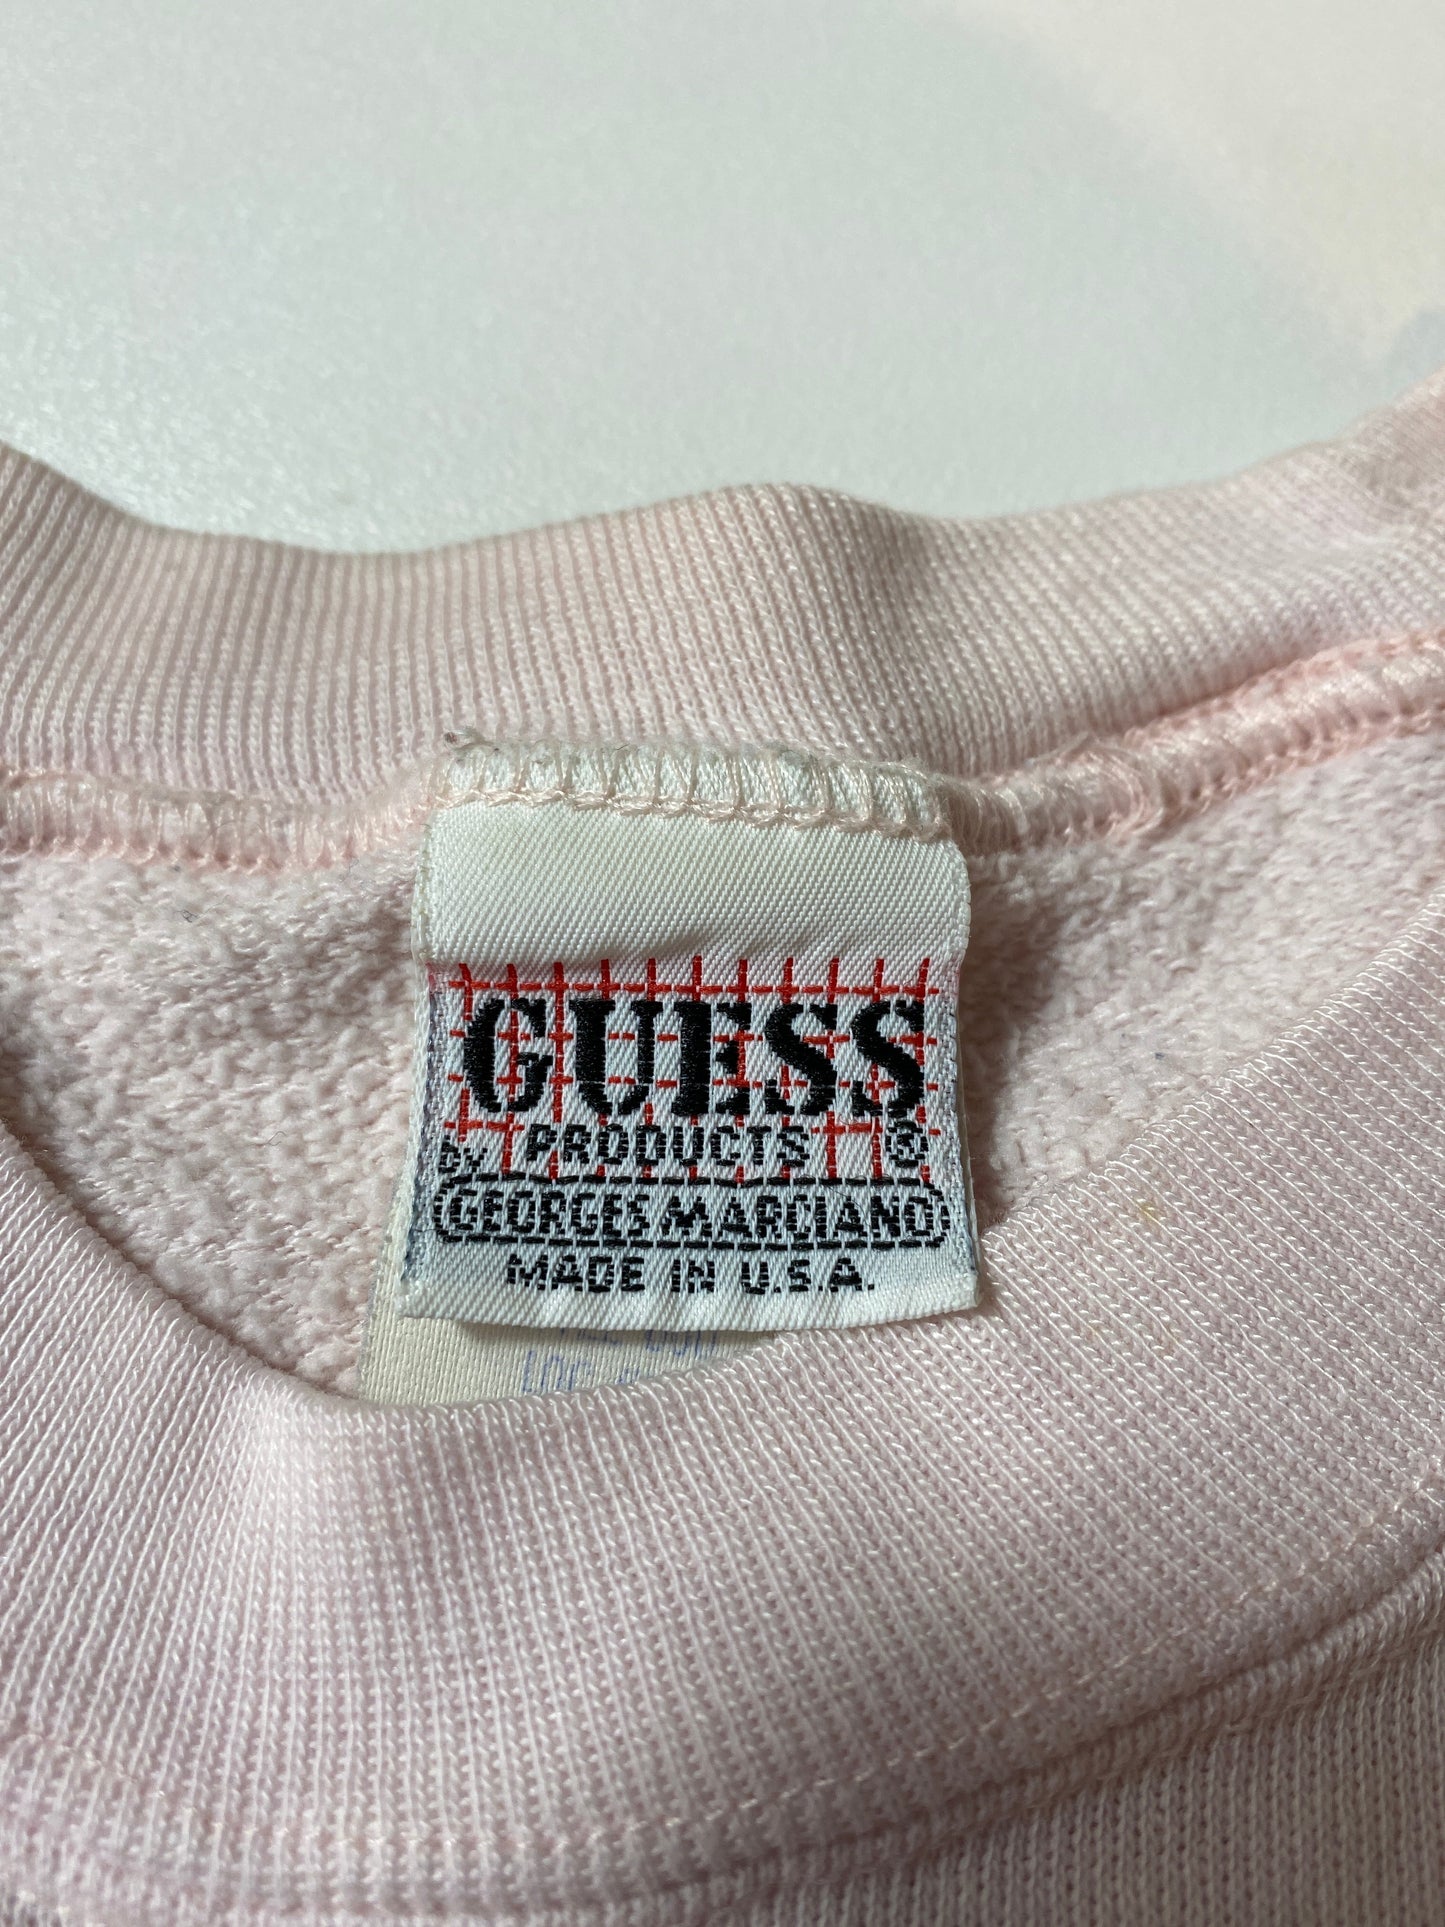 GUESS
PRODUCTS ®
by
GEORGES MARCIANO
MADE IN U.S.A.